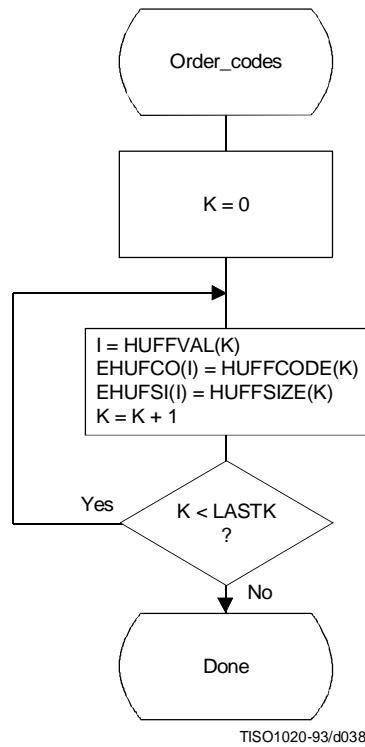 Order_codes
K = 0
I = HUFFVAL(K)
EHUFCO(I) = HUFFCODE(K)
EHUFSI(I) = HUFFSIZE(K)
K = K + 1
Yes
K < LASTK
?
No
Done
TISO1020-93/d038